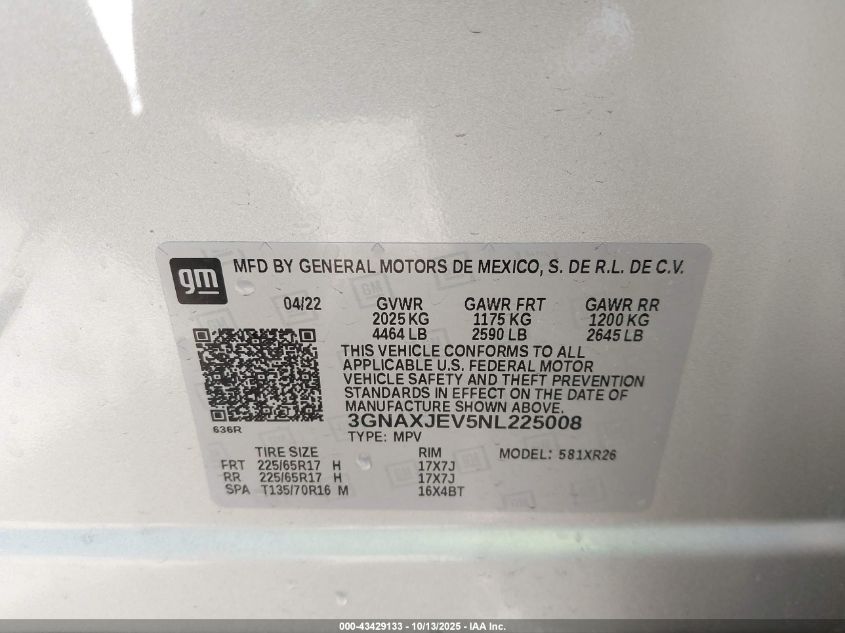 gm MFD BY GENERAL MOTORS DE MEXICO, S. DE R.L. DE C.V.
04/22 GVWR GAWR FRT GAWR RR
2025 KG 1175 KG 1200 KG
4464 LB 2590 LB 2645 LB
THIS VEHICLE CONFORMS TO ALL
APPLICABLE U.S. FEDERAL MOTOR
VEHICLE SAFETY AND THEFT PREVENTION
STANDARDS IN EFFECT ON THE DATE OF
MANUFACTURE SHOWN ABOVE.
3GNAXJEV5NL225008
636R
TYPE: MPV
TIRE SIZE RIM MODEL: 581XR26
FRT 225/65R17 H 17X7J
RR 225/65R17 H 17X7J
SPA T135/70R16 M 16X4BT
000-43429133 - 10/13/2025 - IAA Inc.